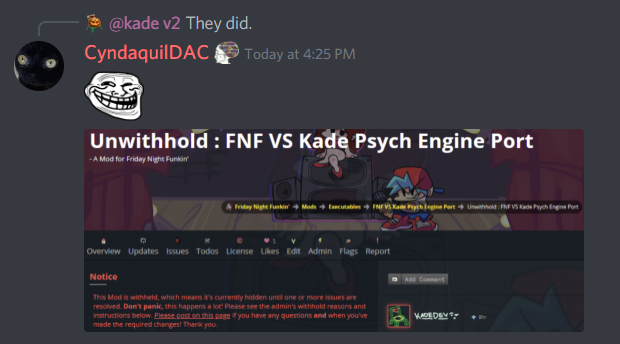 @kade v2 They did.
CyndaquilDAC Today at 4:25 PM
Unwithhold : FNF VS Kade Psych Engine Port
- A Mod for Friday Night Funkin'
Friday Night Funkin' → Mods → Executables → FNF VS Kade Psych Engine Port → Unwithhold : FNF VS Kade Psych Engine Port
Overview Updates Issues Todos License Likes Edit Admin Flags Report
Notice
Add Comment
This Mod is withheld, which means it's currently hidden until one or more issues are
resolved. Don't panic, this happens a lot! Please see the admin's withhold reasons and
instructions below. Please post on this page if you have any questions and when you've
made the required changes! Thank you.
KADEDEV